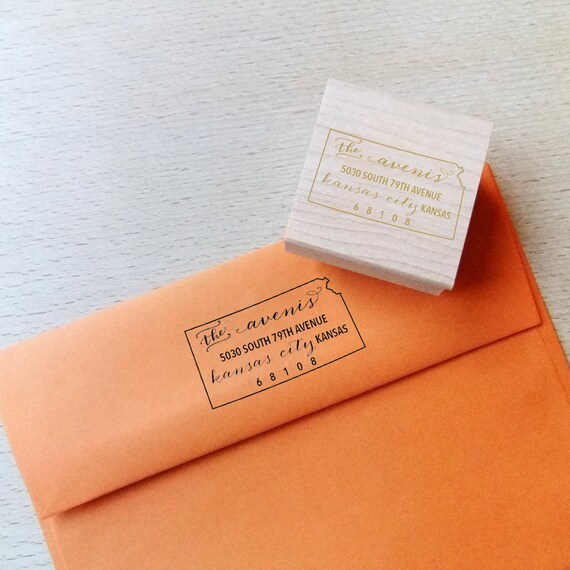 the avenis
5030 SOUTH 79TH AVENUE
kansas city KANSAS
68108
the avenis
5030 SOUTH 79TH AVENUE
kansas city KANSAS
68108